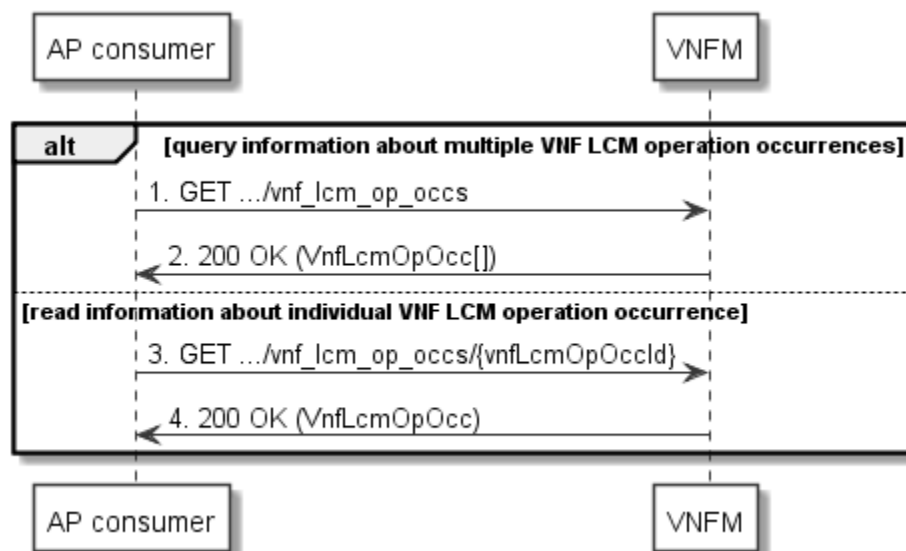 AP consumer
VNFM
alt
[query information about multiple VNF LCM operation occurrences]
1. GET .../vnf_lcm_op_occs
2. 200 OK (VnfLcmOpOcc[])
[read information about individual VNF LCM operation occurrence]
3. GET .../vnf_lcm_op_occs/{vnfLcmOpOccId}
4. 200 OK (VnfLcmOpOcc)
AP consumer
VNFM